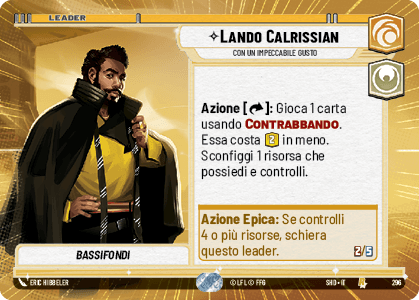 LEADER
LANDO CALRISSIAN
CON UN IMPECCABILE GUSTO
Azione [ ]: Gioca 1 carta
usando CONTRABBANDO.
Essa costa 2 in meno.
Sconfiggi 1 risorsa che
possiedi e controlli.
Azione Epica: Se controlli
4 o più risorse, schiera
questo leader.
2/5
BASSIFONDI
ERIC HIBBELER
© LFL © FFG
SHD • IT
296